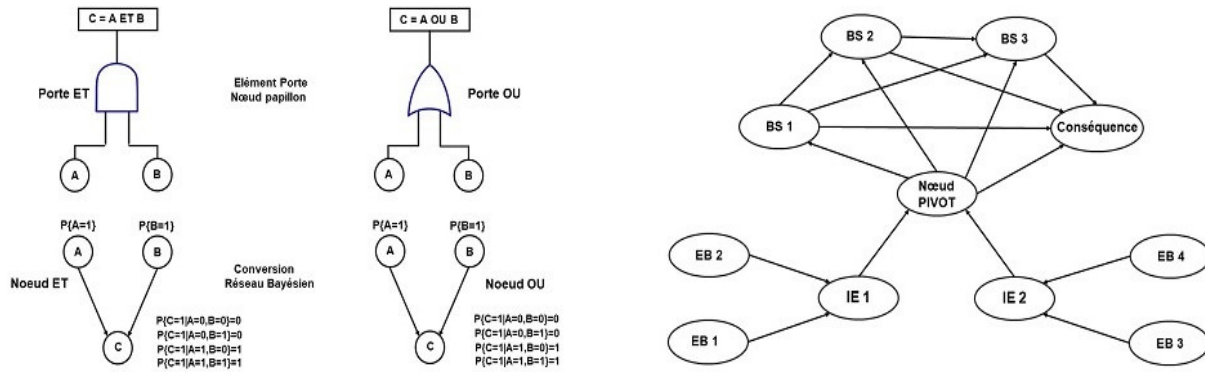 C = A ET B
Porte ET
A
B
Elément Porte
Nœud papillon
C = A OU B
Porte OU
A
B
P{A=1}
P{B=1}
A
B
Noeud ET
C
P{C=1|A=0,B=0}=0
P{C=1|A=0,B=1}=0
P{C=1|A=1,B=0}=1
P{C=1|A=1,B=1}=1
Conversion
Réseau Bayésien
P{A=1}
P{B=1}
A
B
Noeud OU
C
P{C=1|A=0,B=0}=0
P{C=1|A=0,B=1}=0
P{C=1|A=1,B=0}=1
P{C=1|A=1,B=1}=1
BS 2
BS 3
BS 1
Conséquence
Nœud
PIVOT
EB 2
EB 4
IE 1
IE 2
EB 1
EB 3